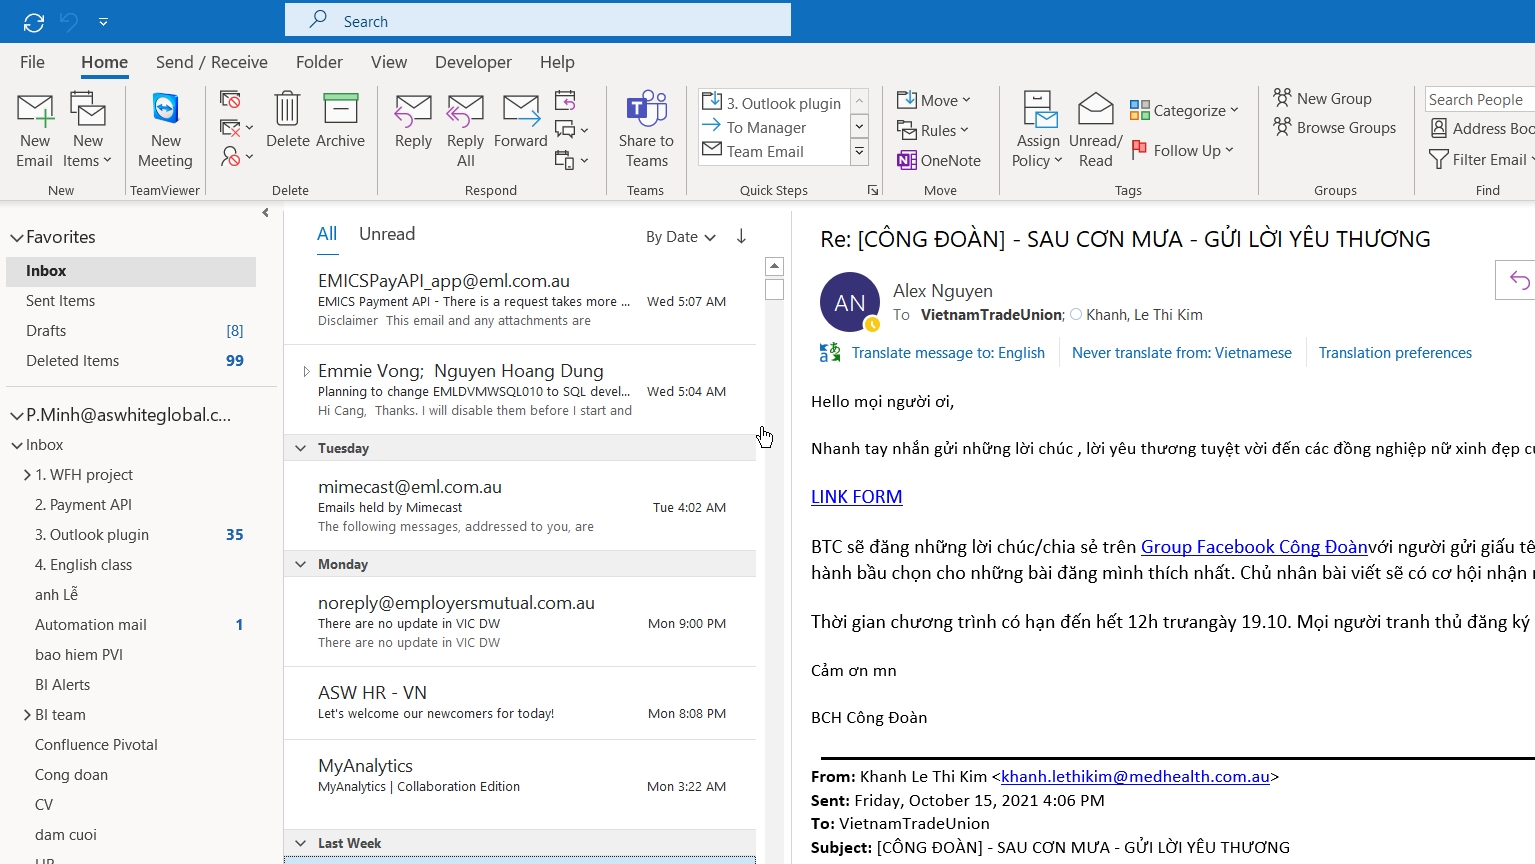 Search
File Home Send / Receive Folder View Developer Help
New Email
New Items
New
New Meeting
TeamViewer
Delete Archive
Delete
Reply Reply All Forward
Respond
Share to Teams
Teams
3. Outlook plugin
To Manager
Team Email
Quick Steps
Move
Rules
OneNote
Move
Assign Policy
Unread/ Read
Categorize
Follow Up
Tags
New Group
Browse Groups
Groups
Search People
Address Boo
Filter Email
Find
Favorites
Inbox
Sent Items
Drafts [8]
Deleted Items 99
P.Minh@aswhiteglobal.c...
Inbox
1. WFH project
2. Payment API
3. Outlook plugin 35
4. English class
anh Lễ
Automation mail 1
bao hiem PVI
BI Alerts
BI team
Confluence Pivotal
Cong doan
CV
dam cuoi
All Unread By Date
EMICSPayAPI_app@eml.com.au
EMICS Payment API - There is a request takes more ... Wed 5:07 AM
Disclaimer This email and any attachments are
Emmie Vong; Nguyen Hoang Dung
Planning to change EMLDVMWSQL010 to SQL devel... Wed 5:04 AM
Hi Cang, Thanks. I will disable them before I start and
Tuesday
mimecast@eml.com.au
Emails held by Mimecast Tue 4:02 AM
The following messages, addressed to you, are
Monday
noreply@employersmutual.com.au
There are no update in VIC DW Mon 9:00 PM
There are no update in VIC DW
ASW HR - VN
Let's welcome our newcomers for today! Mon 8:08 PM
MyAnalytics
MyAnalytics | Collaboration Edition Mon 3:22 AM
Last Week
Re: [CÔNG ĐOÀN] - SAU CƠN MƯA - GỬI LỜI YÊU THƯƠNG
AN
Alex Nguyen
To VietnamTradeUnion; Khanh, Le Thi Kim
Translate message to: English Never translate from: Vietnamese Translation preferences
Hello mọi người ơi,
Nhanh tay nhắn gửi những lời chúc , lời yêu thương tuyệt vời đến các đồng nghiệp nữ xinh đẹp
LINK FORM
BTC sẽ đăng những lời chúc/chia sẻ trên Group Facebook Công Đoànvới người gửi giấu
hành bầu chọn cho những bài đăng mình thích nhất. Chủ nhân bài viết sẽ có cơ hội nhận
Thời gian chương trình có hạn đến hết 12h trưangày 19.10. Mọi người tranh thủ đăng ký
Cảm ơn mn
BCH Công Đoàn
From: Khanh Le Thi Kim <khanh.lethikim@medhealth.com.au>
Sent: Friday, October 15, 2021 4:06 PM
To: VietnamTradeUnion
Subject: [CÔNG ĐOÀN] - SAU CƠN MƯA - GỬI LỜI YÊU THƯƠNG